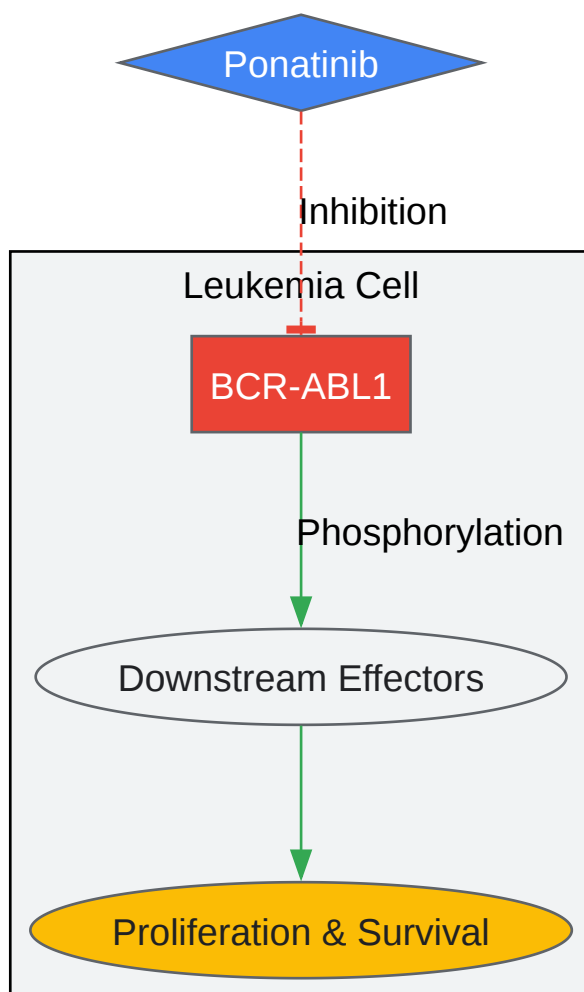 Ponatinib
Inhibition
Leukemia Cell
BCR-ABL1
Phosphorylation
Downstream Effectors
Proliferation & Survival